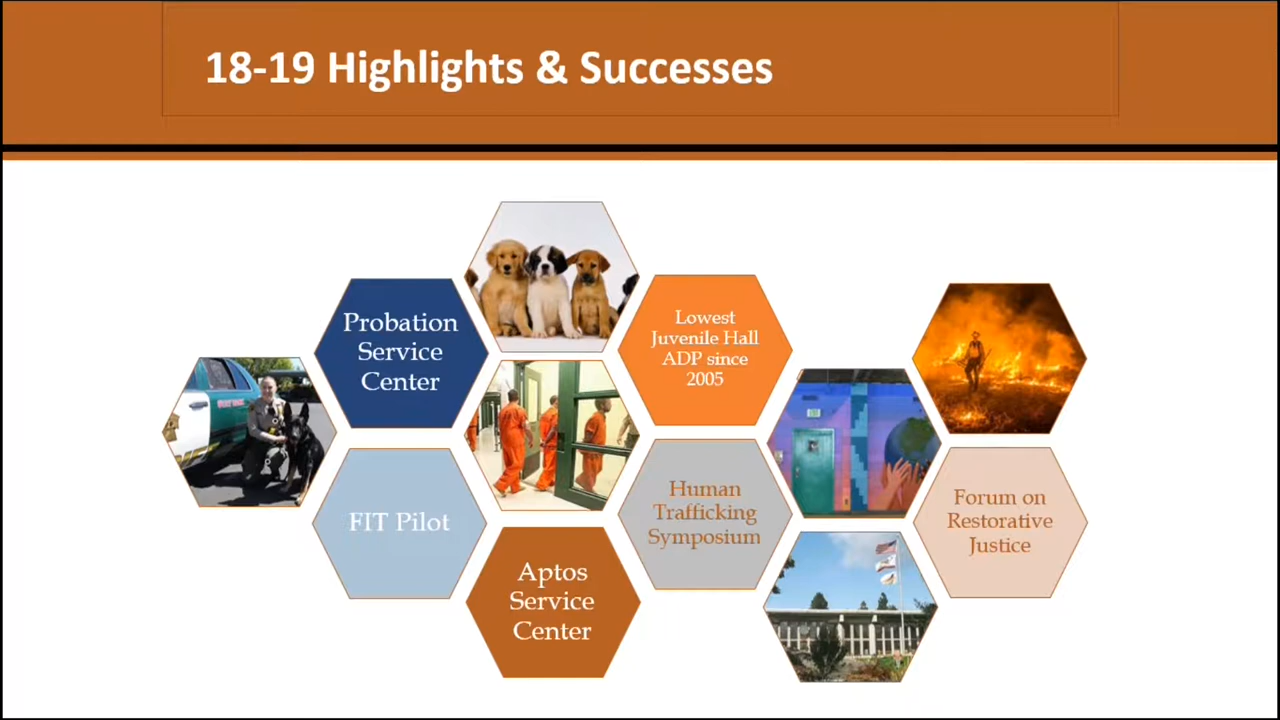 18-19 Highlights & Successes
Probation
Service
Center
Lowest
Juvenile Hall
ADP since
2005
FIT Pilot
Human
Trafficking
Symposium
Forum on
Restorative
Justice
Aptos
Service
Center